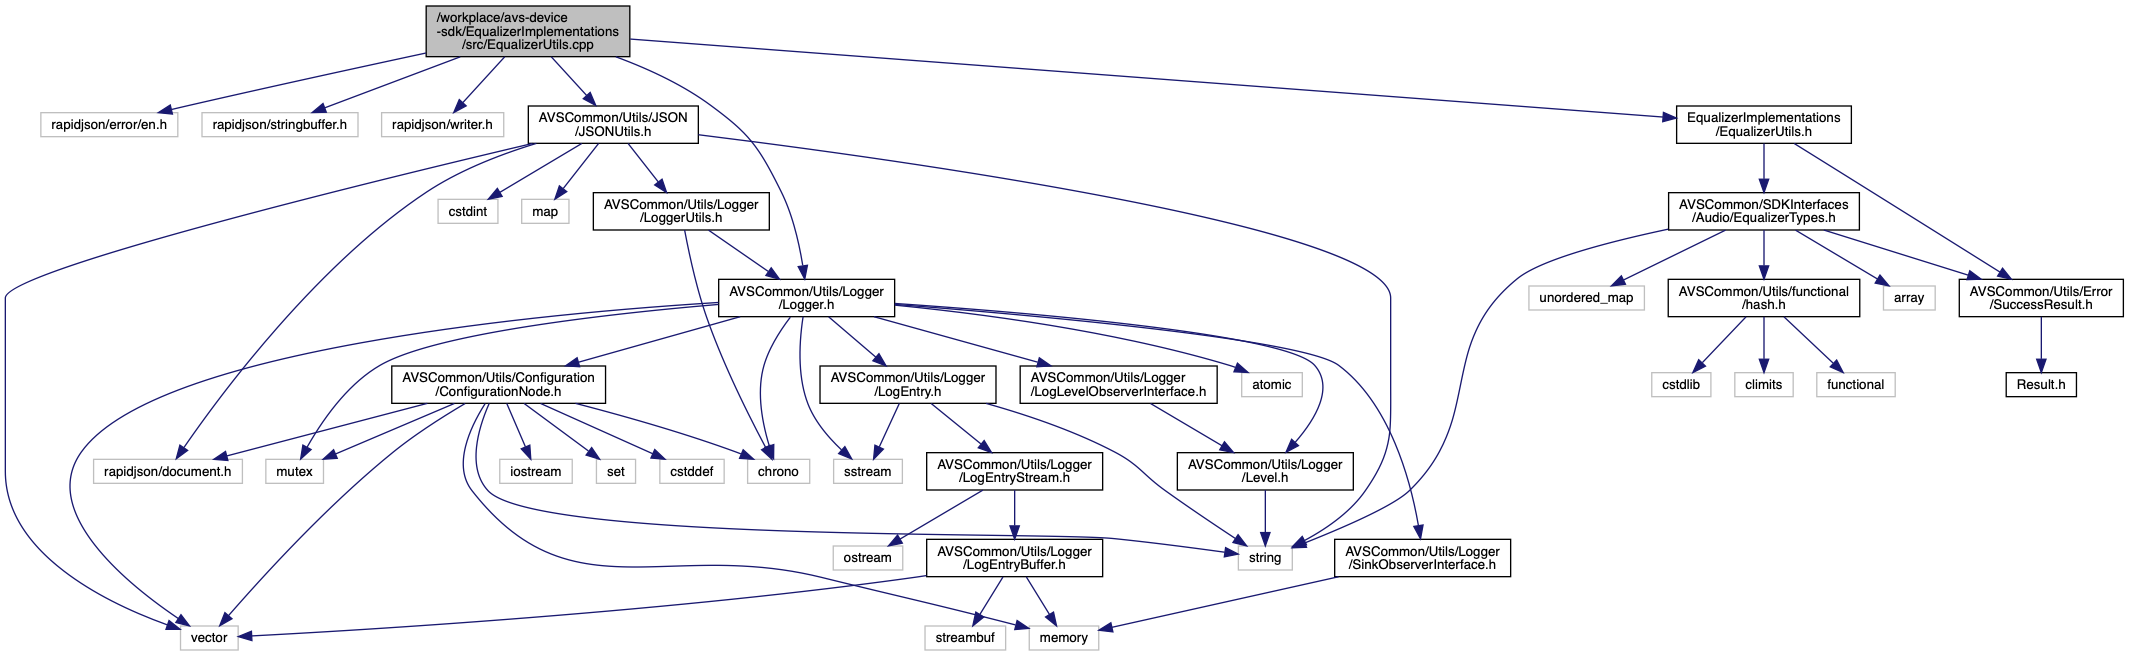 /workplace/avs-device
-sdk/EqualizerImplementations
/src/EqualizerUtils.cpp
rapidjson/error/en.h
rapidjson/stringbuffer.h
rapidjson/writer.h
AVSCommon/Utils/JSON
/JSONUtils.h
EqualizerImplementations
/EqualizerUtils.h
cstdint
map
AVSCommon/Utils/Logger
/LoggerUtils.h
AVSCommon/SDKInterfaces
/Audio/EqualizerTypes.h
AVSCommon/Utils/Logger
/Logger.h
unordered_map
AVSCommon/Utils/functional
/hash.h
array
AVSCommon/Utils/Error
/SuccessResult.h
AVSCommon/Utils/Configuration
/ConfigurationNode.h
AVSCommon/Utils/Logger
/LogEntry.h
AVSCommon/Utils/Logger
/LogLevelObserverInterface.h
atomic
cstdlib
climits
functional
Result.h
rapidjson/document.h
mutex
iostream
set
cstddef
chrono
sstream
AVSCommon/Utils/Logger
/LogEntryStream.h
AVSCommon/Utils/Logger
/Level.h
ostream
AVSCommon/Utils/Logger
/LogEntryBuffer.h
string
AVSCommon/Utils/Logger
/SinkObserverInterface.h
vector
streambuf
memory